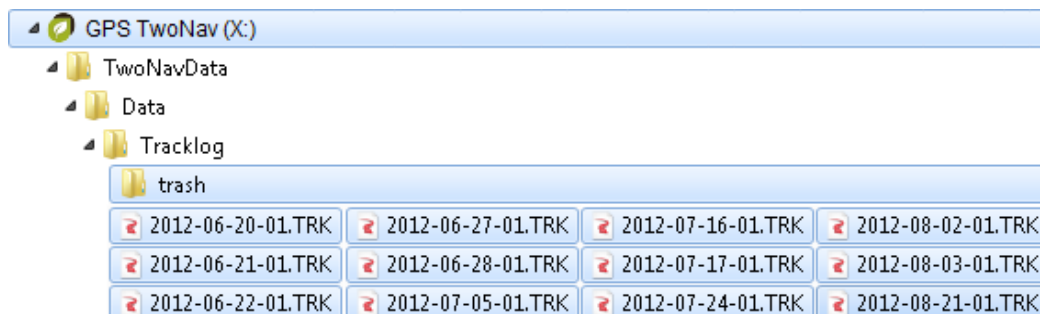 GPS TwoNav (X:)
TwoNavData
Data
Tracklog
trash
2012-06-20-01.TRK 2012-06-27-01.TRK 2012-07-16-01.TRK 2012-08-02-01.TRK
2012-06-21-01.TRK 2012-06-28-01.TRK 2012-07-17-01.TRK 2012-08-03-01.TRK
2012-06-22-01.TRK 2012-07-05-01.TRK 2012-07-24-01.TRK 2012-08-21-01.TRK